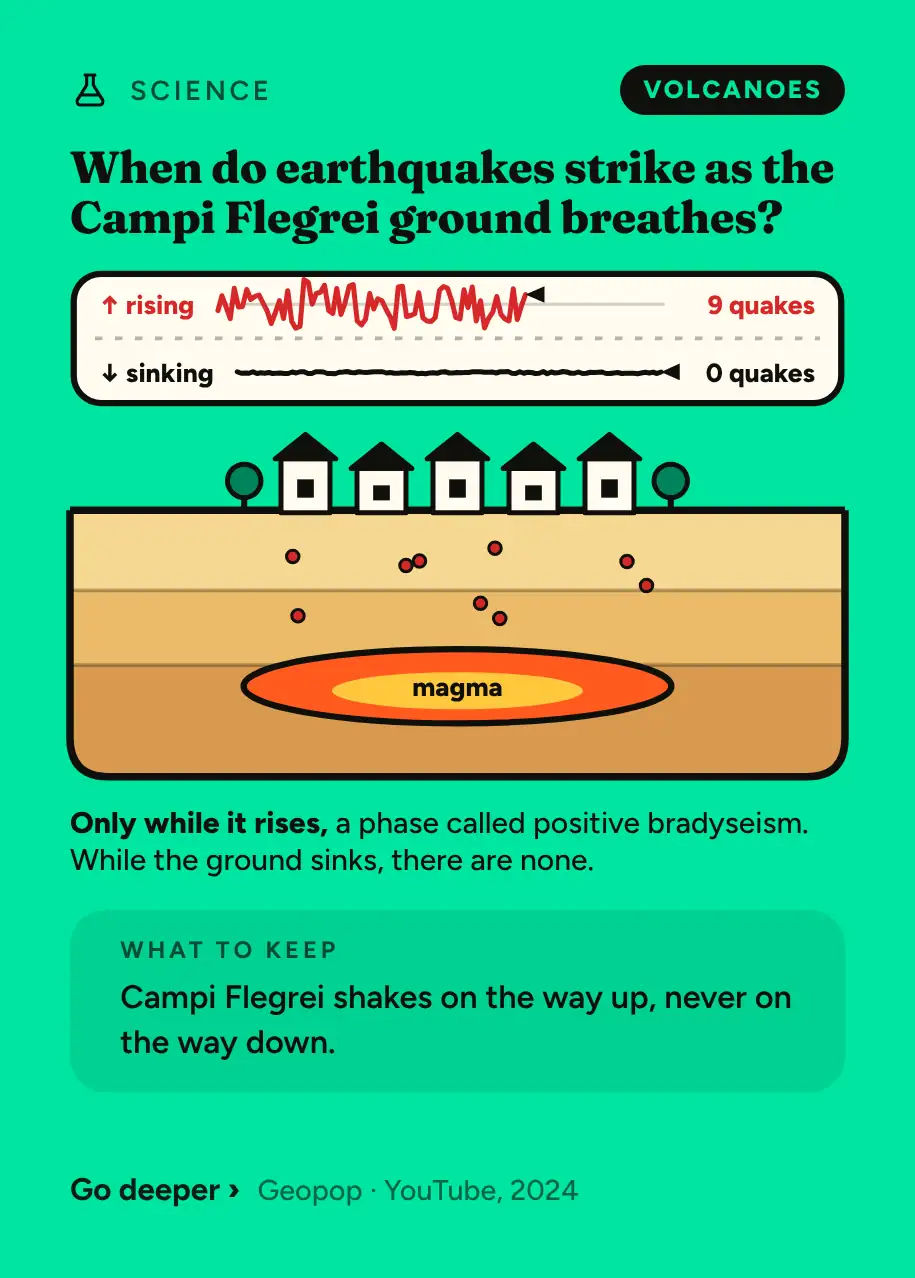 SCIENCE
VOLCANOES
When do earthquakes strike as the
Campi Flegrei ground breathes?
↑ rising
9 quakes
↓ sinking
0 quakes
magma
Only while it rises, a phase called positive bradyseism.
While the ground sinks, there are none.
WHAT TO KEEP
Campi Flegrei shakes on the way up, never on
the way down.
Go deeper › Geopop · YouTube, 2024